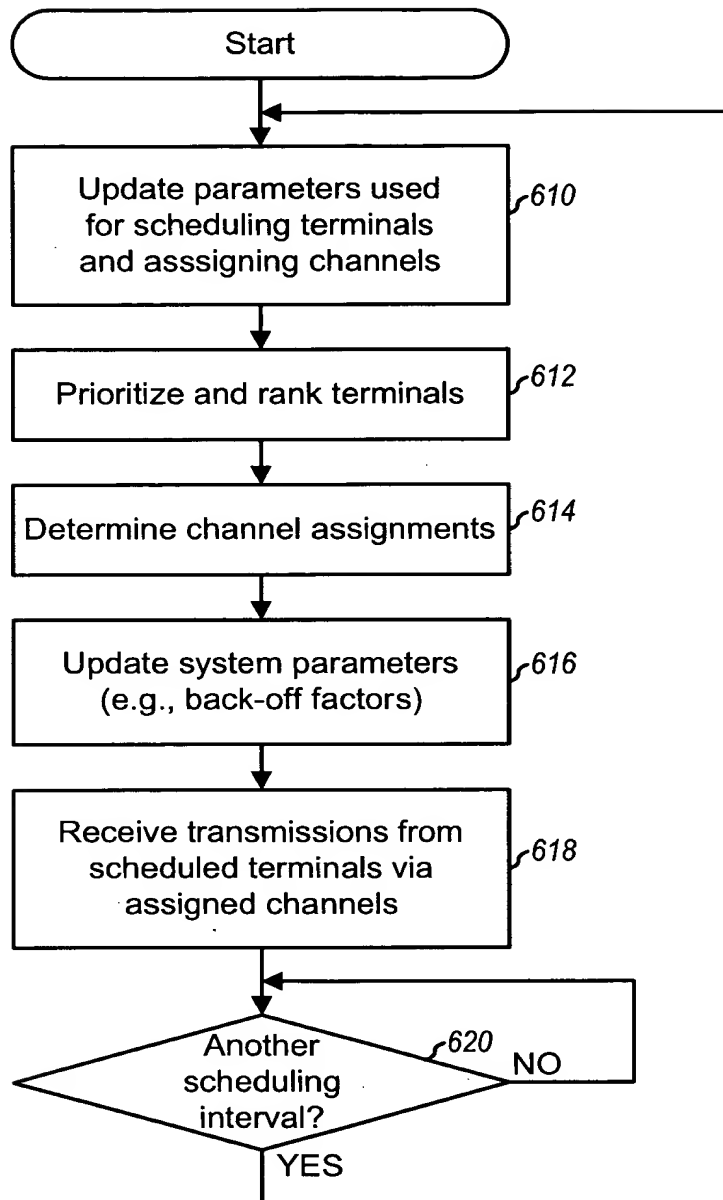 Start
Update parameters used
for scheduling terminals
and asssigning channels
610
Prioritize and rank terminals
612
Determine channel assignments
614
Update system parameters
(e.g., back-off factors)
616
Receive transmissions from
scheduled terminals via
assigned channels
618
Another
scheduling
interval?
620
NO
YES